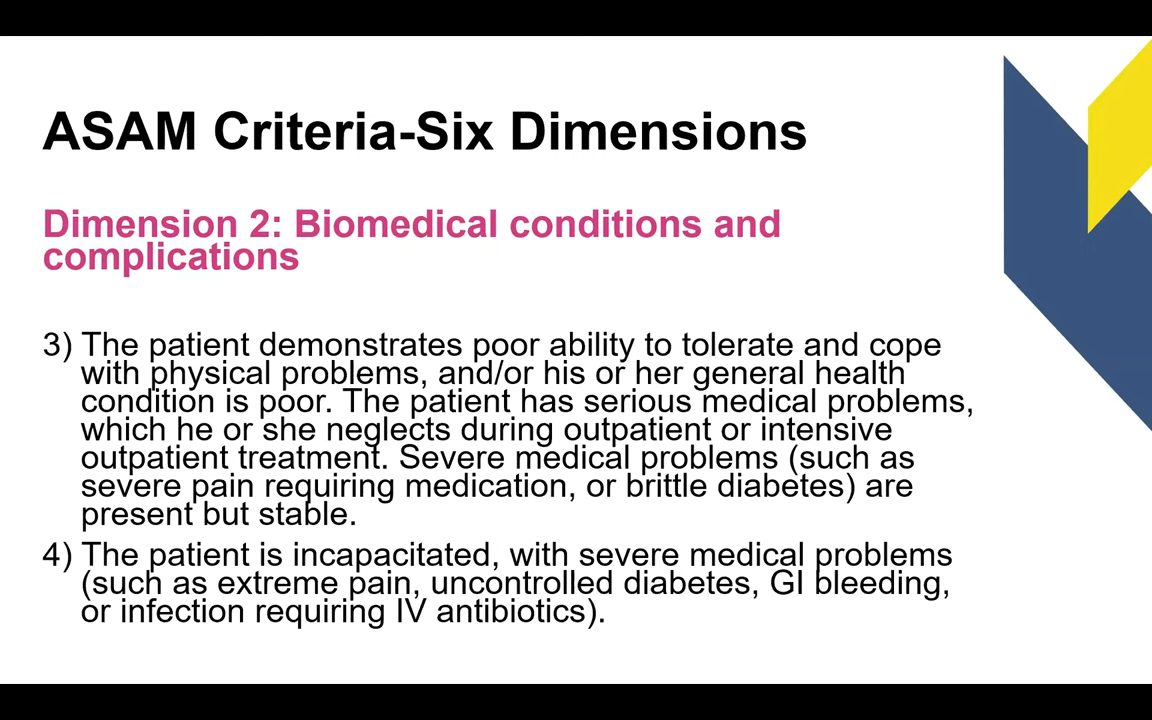 ASAM Criteria-Six Dimensions
Dimension 2: Biomedical conditions and
complications
3) The patient demonstrates poor ability to tolerate and cope
with physical problems, and/or his or her general health
condition is poor. The patient has serious medical problems,
which he or she neglects during outpatient or intensive
outpatient treatment. Severe medical problems (such as
severe pain requiring medication, or brittle diabetes) are
present but stable.
4) The patient is incapacitated, with severe medical problems
(such as extreme pain, uncontrolled diabetes, GI bleeding,
or infection requiring IV antibiotics).